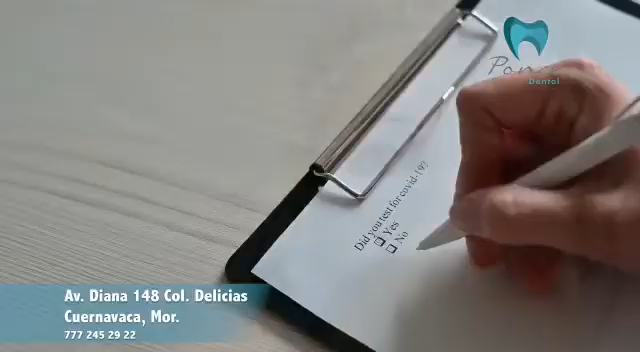 Dental
Did you test for covid-19?
Yes
No
Av. Diana 148 Col. Delicias
Cuernavaca, Mor.
777 245 29 22